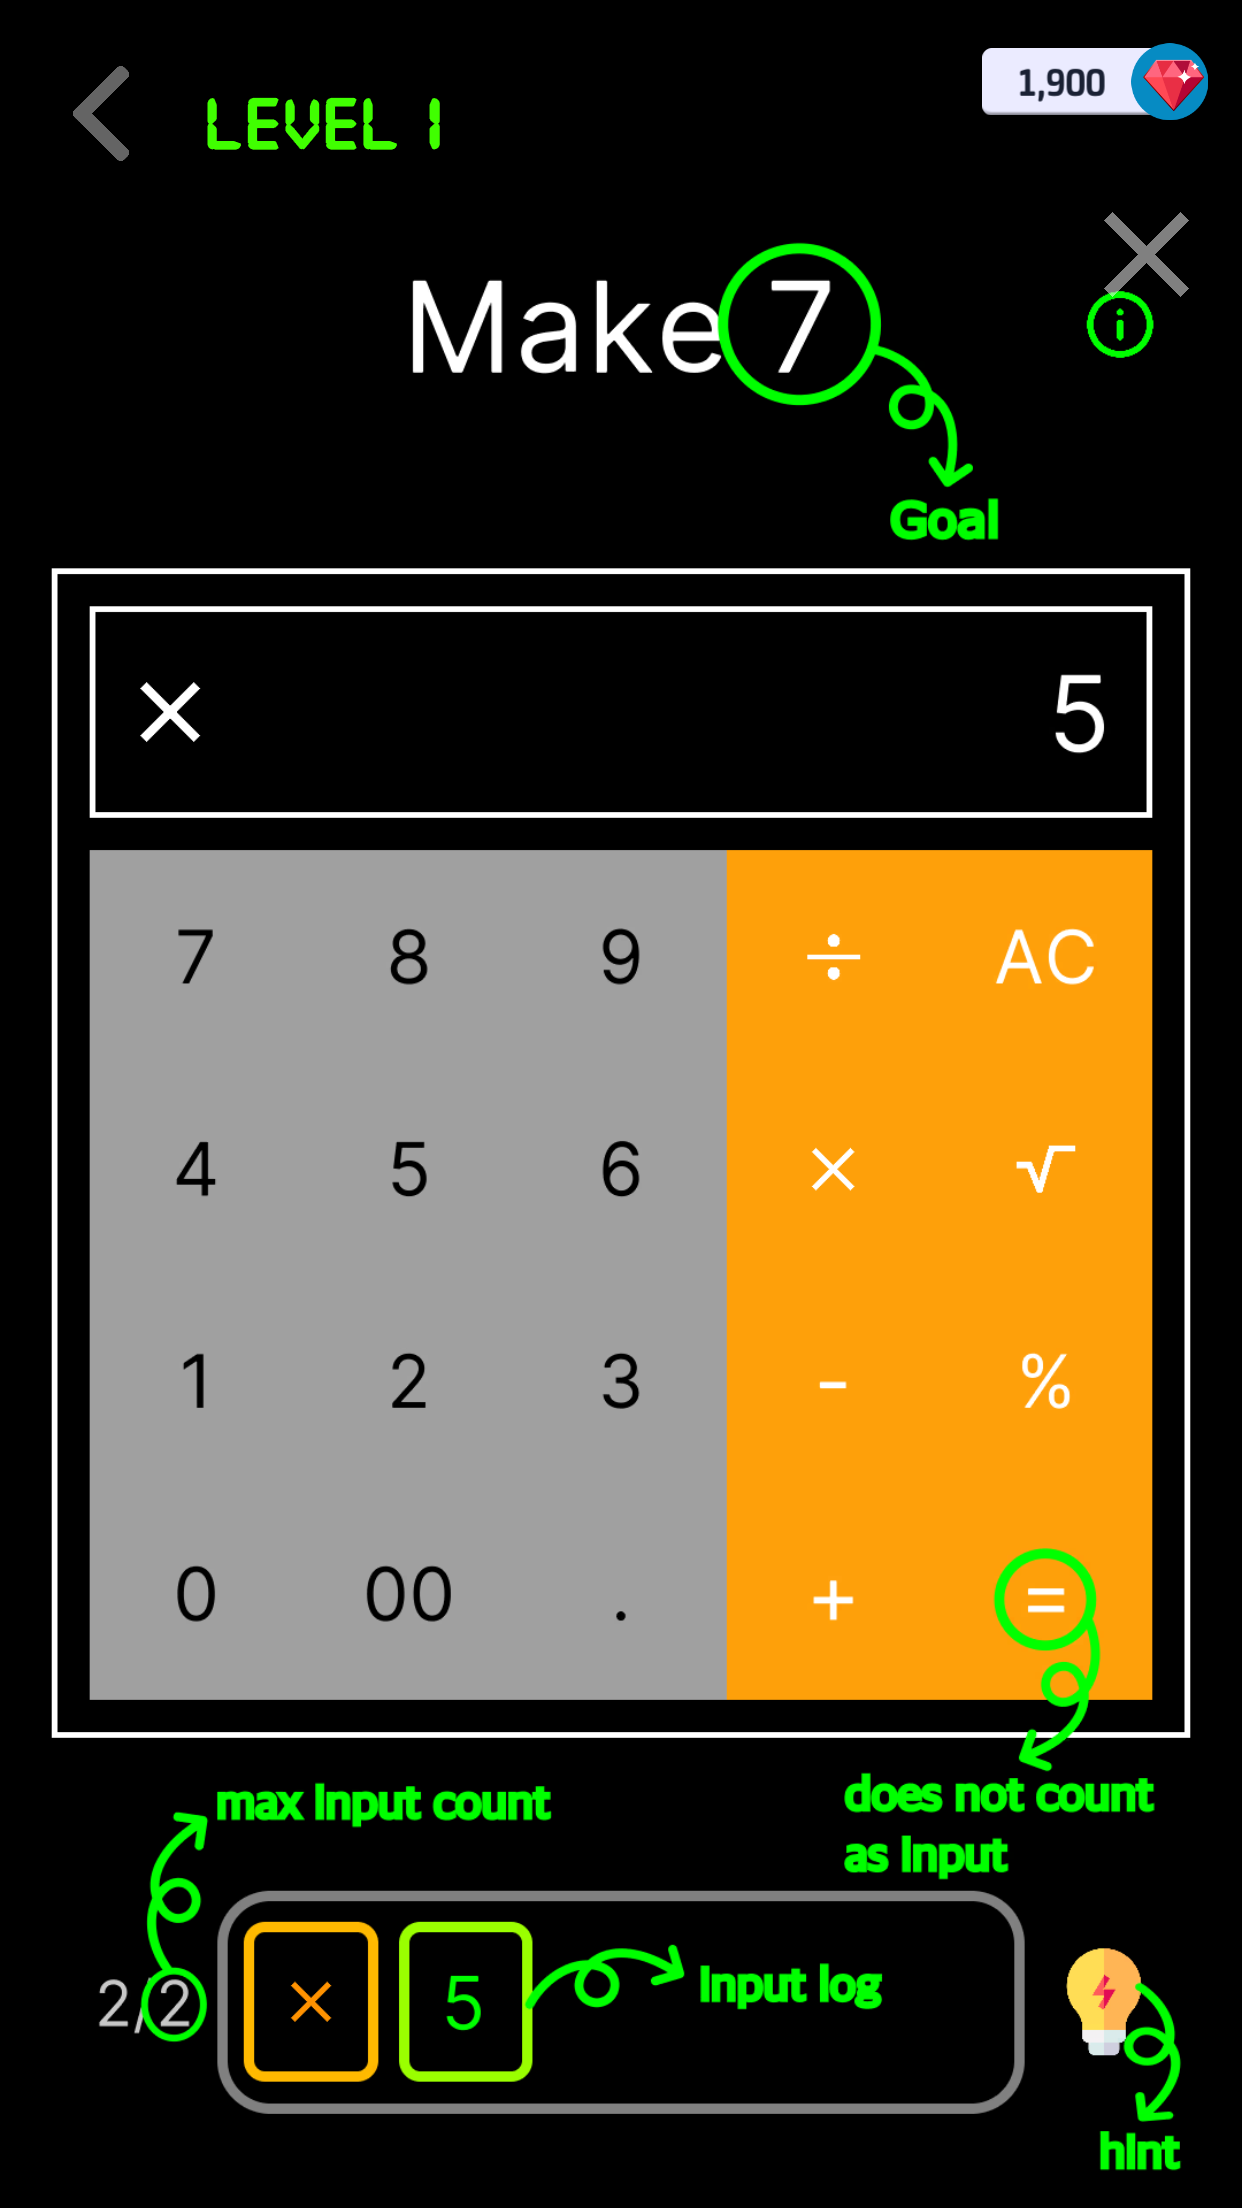 LEVEL 1
1,900
Make 7
i
Goal
× 5
7 8 9 ÷ AC
4 5 6 × √
1 2 3 - %
0 00 . + =
max input count
does not count
as input
2/2
× 5
input log
hint